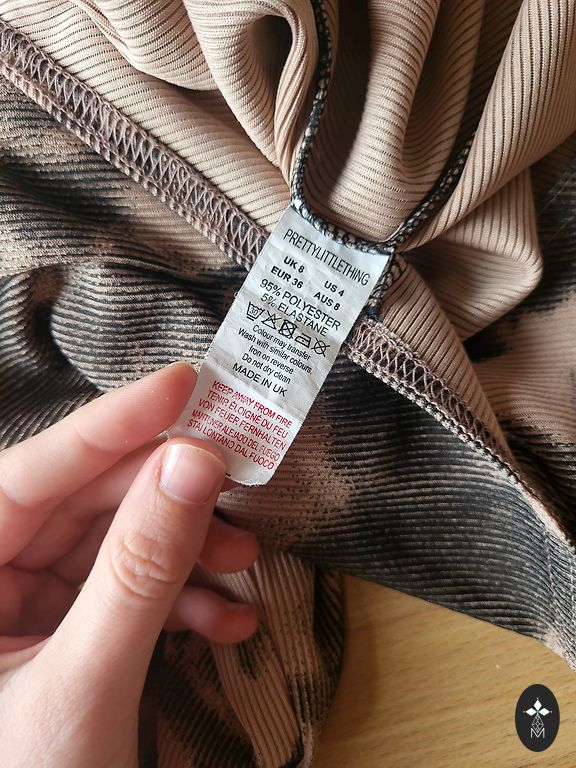 PRETTYLITTLETHING
UK 8 US 4
EUR 36 AUS 8
95% POLYESTER
5% ELASTANE
Colour may transfer
Wash with similar colours.
Iron on reverse
Do not dry clean
MADE IN UK
KEEP AWAY FROM FIRE
TENIR ÉLOIGNÉ DU FEU
VON FEUER FERNHALTEN
MANTENER ALEJADO DEL FUEGO
STA LONTANO DAL FUOCO
M